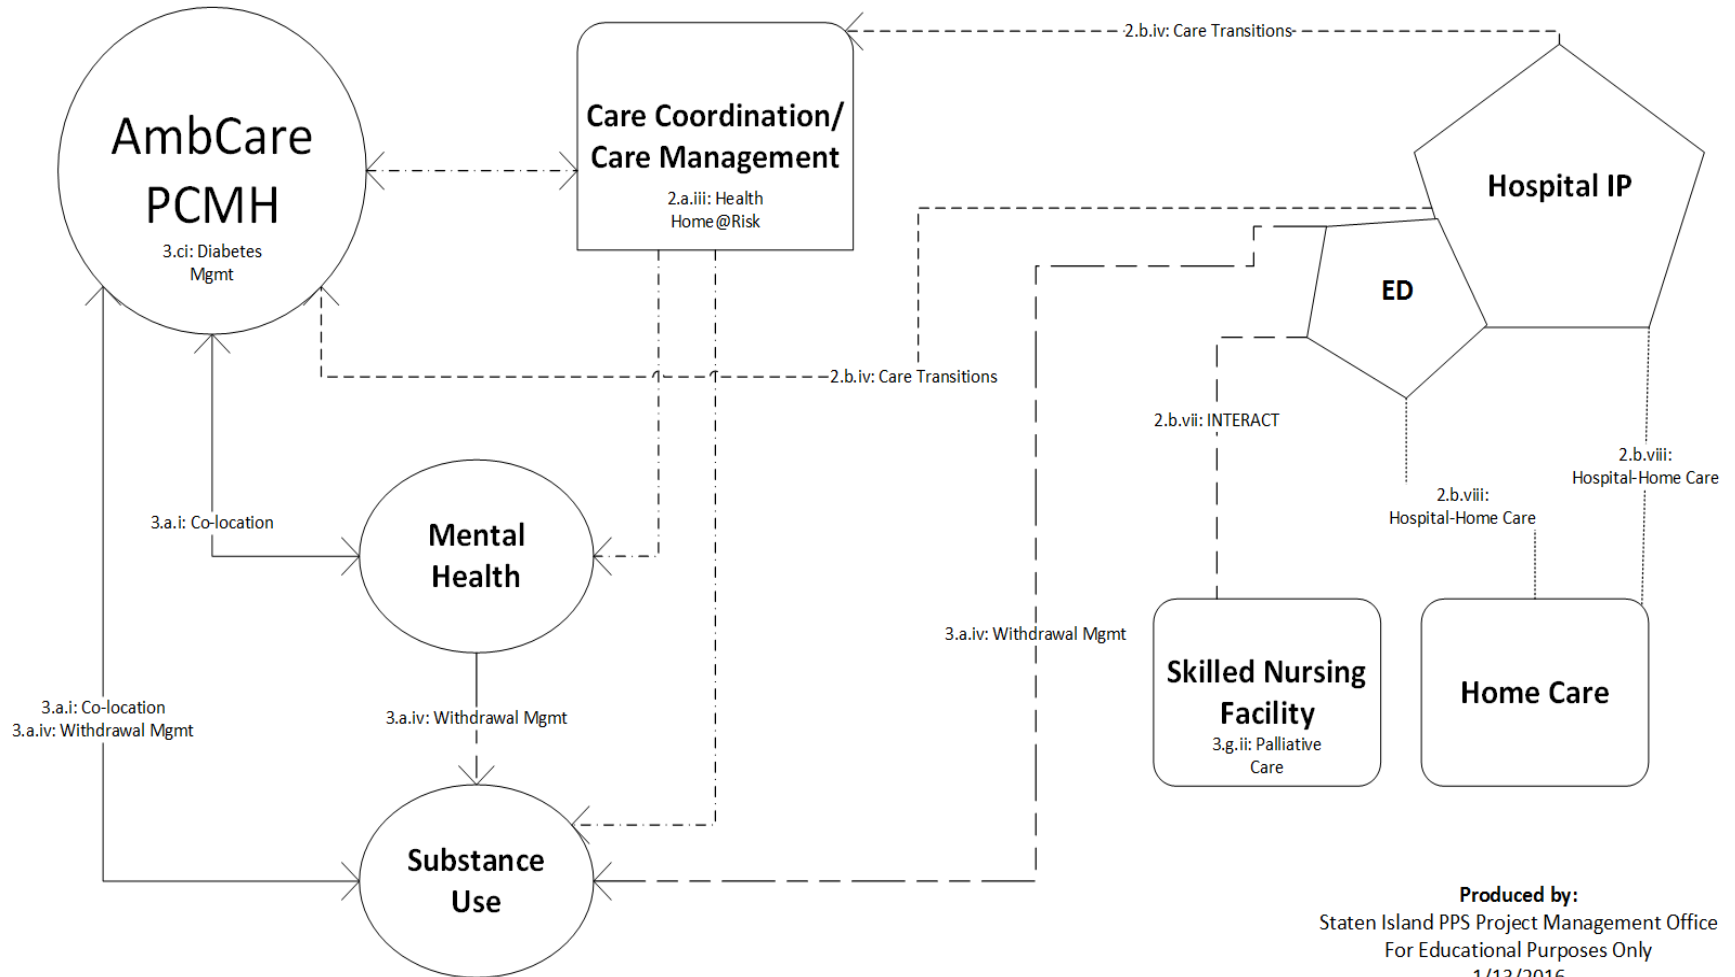 2.b.iv: Care Transitions
AmbCare
PCMH
3.ci: Diabetes
Mgmt
Care Coordination/
Care Management
2.a.iii: Health
Home@Risk
Hospital IP
ED
2.b.iv: Care Transitions
2.b.vii: INTERACT
2.b.viii:
Hospital-Home Care
2.b.viii:
Hospital-Home Care
3.a.i: Co-location
Mental
Health
3.a.iv: Withdrawal Mgmt
Skilled Nursing
Facility
3.g.ii: Palliative
Care
Home Care
3.a.i: Co-location
3.a.iv: Withdrawal Mgmt
3.a.iv: Withdrawal Mgmt
Substance
Use
Produced by:
Staten Island PPS Project Management Office
For Educational Purposes Only
1/13/2016